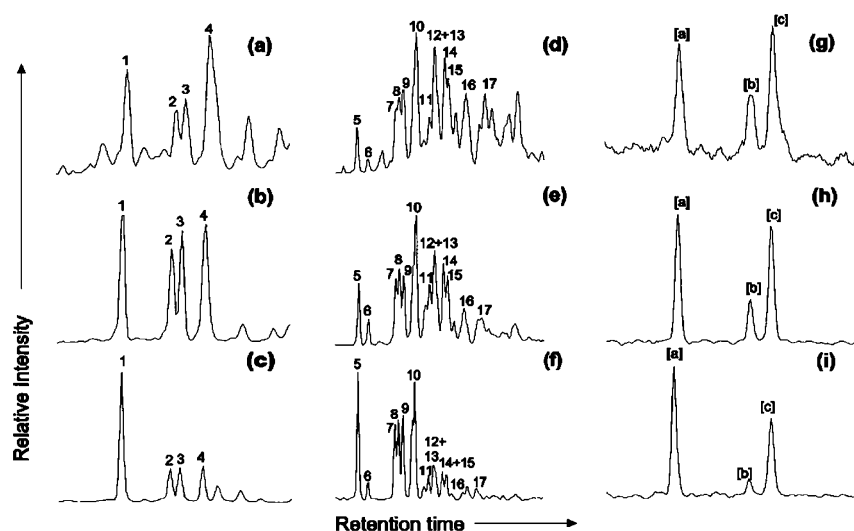 (a) (d) (g)
1 2 3 4
5 6 7 8 9 10 11 12+13 14 15 16 17
[a] [b] [c]
(b) (e) (h)
1 2 3 4
5 6 7 8 9 10 11 12+13 14 15 16 17
[a] [b] [c]
(c) (f) (i)
1 2 3 4
5 6 7 8 9 10 11 12+ 13 14+15 16 17
[a] [b] [c]
Relative Intensity
Retention time